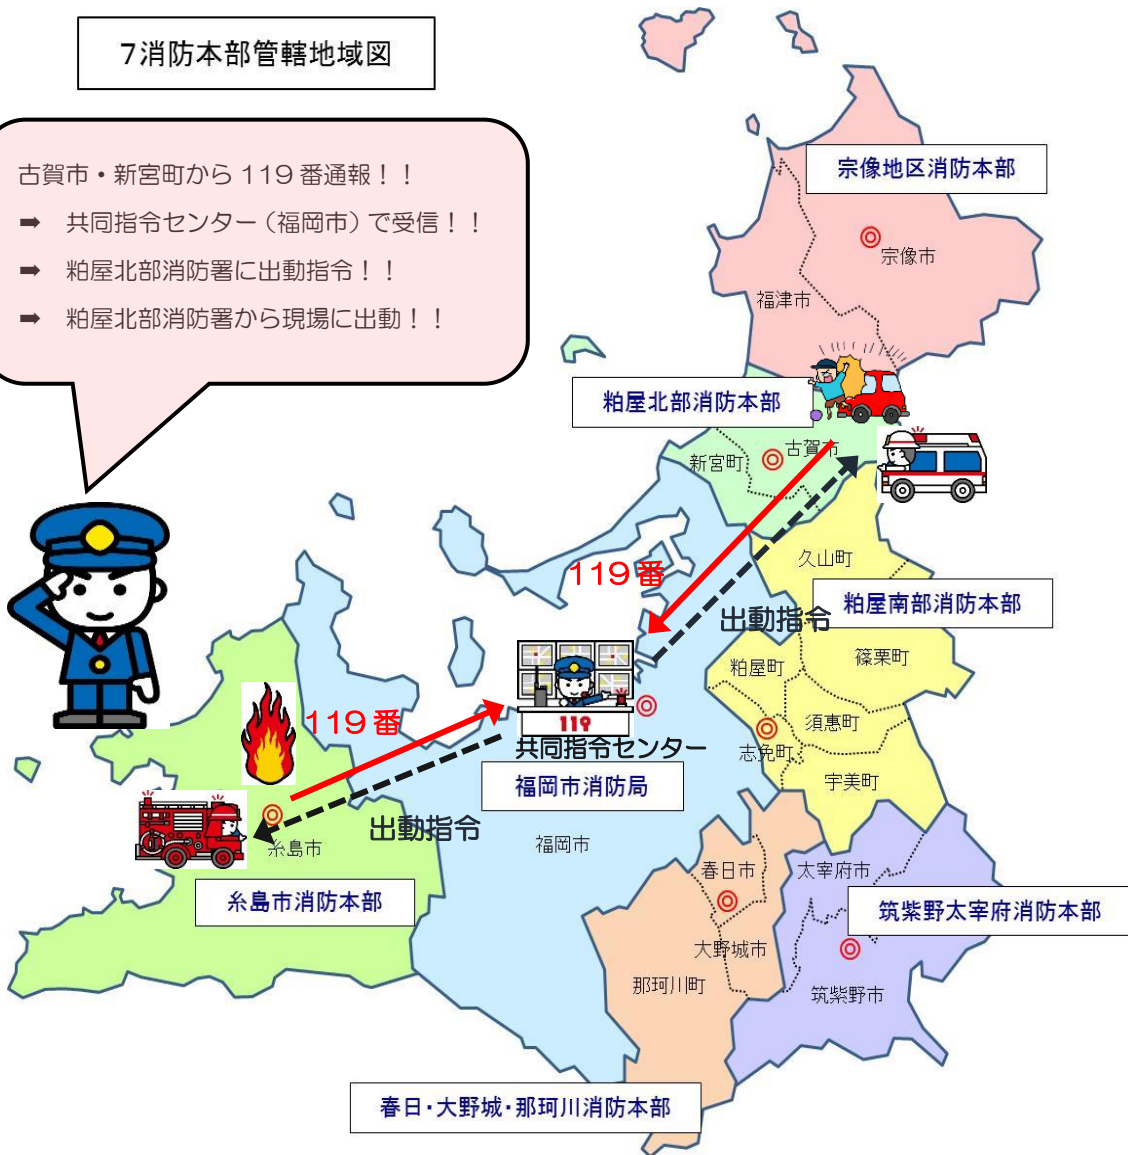 7消防本部管轄地域図
古賀市・新宮町から119番通報！！
➡ 共同指令センター（福岡市）で受信！！
➡ 粕屋北部消防署に出動指令！！
➡ 粕屋北部消防署から現場に出動！！
宗像地区消防本部
宗像市
福津市
粕屋北部消防本部
古賀市
新宮町
久山町
119番
粕屋南部消防本部
出動指令
篠栗町
粕屋町
須恵町
志免町
宇美町
119
119番
共同指令センター
福岡市消防局
出動指令
福岡市
糸島市
糸島市消防本部
春日市
太宰府市
筑紫野太宰府消防本部
大野城市
那珂川町
筑紫野市
春日・大野城・那珂川消防本部